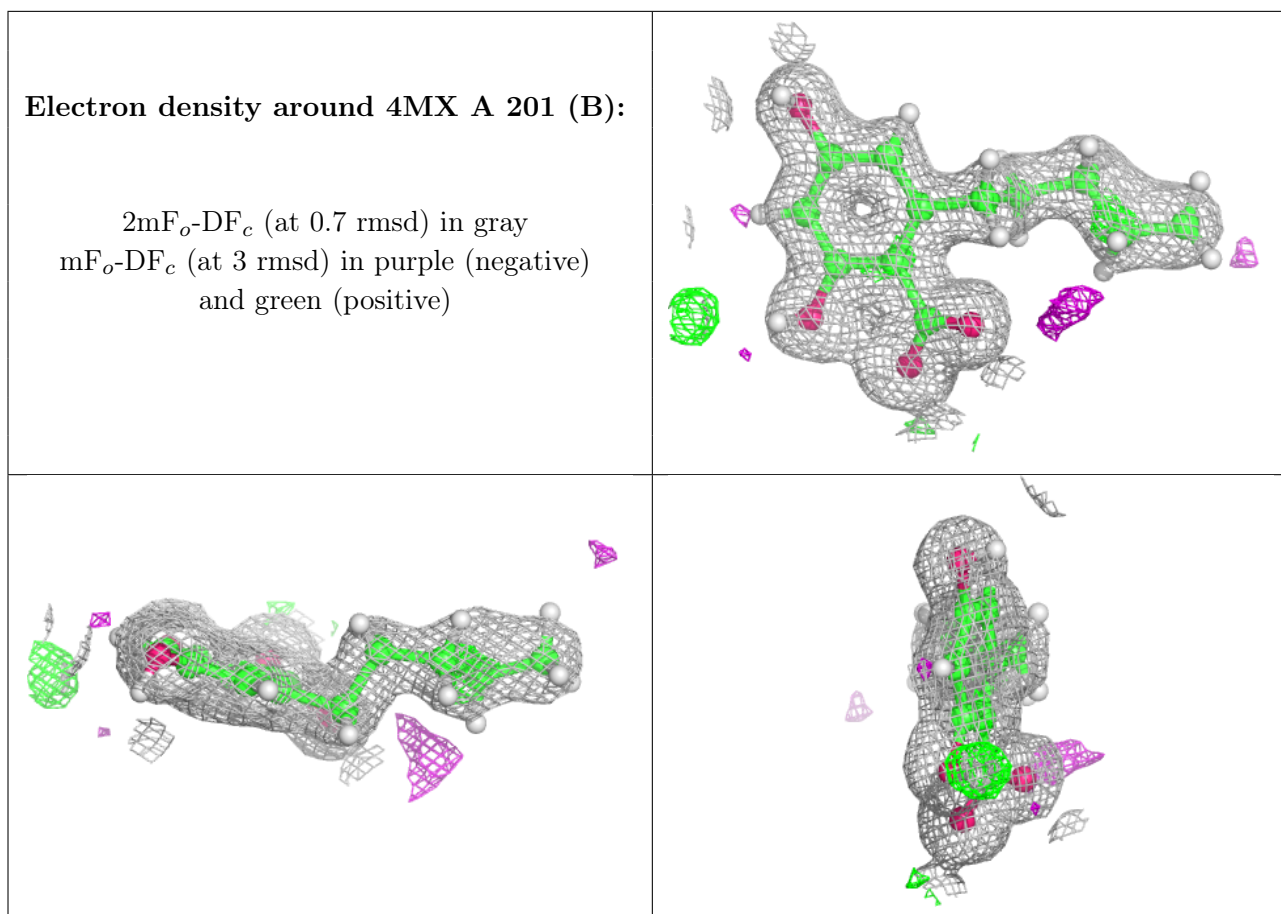 Electron density around 4MX A 201 (B):
2mFo-DFc (at 0.7 rmsd) in gray
mFo-DFc (at 3 rmsd) in purple (negative)
and green (positive)